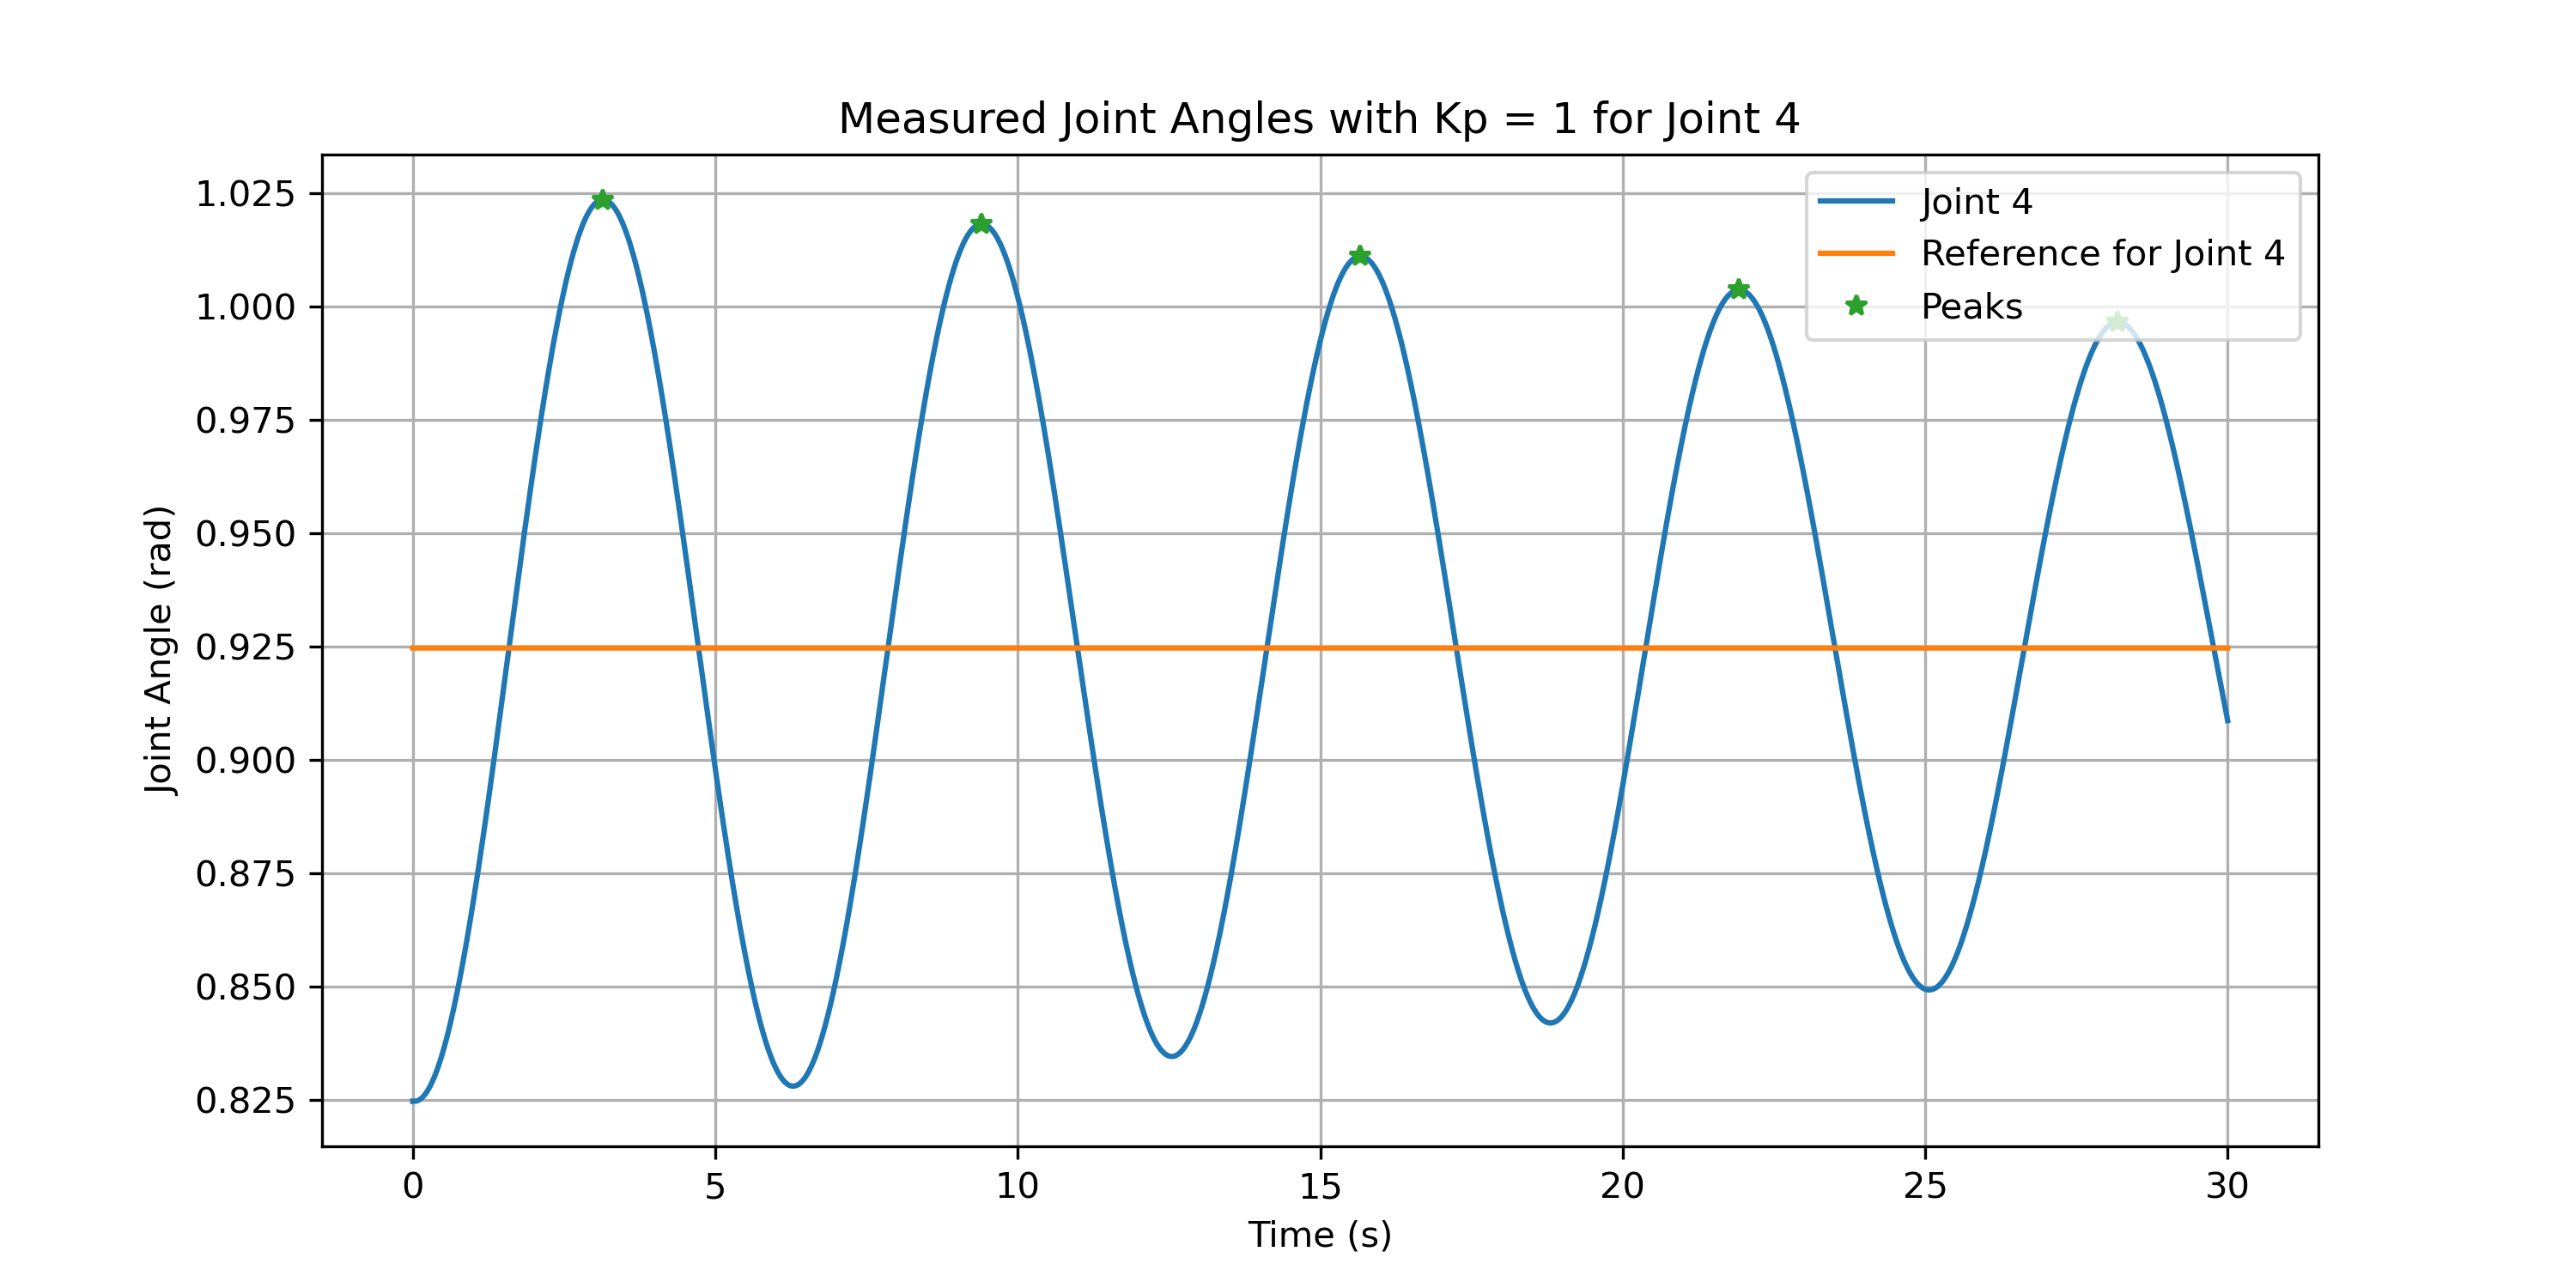 Measured Joint Angles with Kp = 1 for Joint 4
Joint 4
Reference for Joint 4
Peaks
Joint Angle (rad)
1.025
1.000
0.975
0.950
0.925
0.900
0.875
0.850
0.825
0 5 10 15 20 25 30
Time (s)